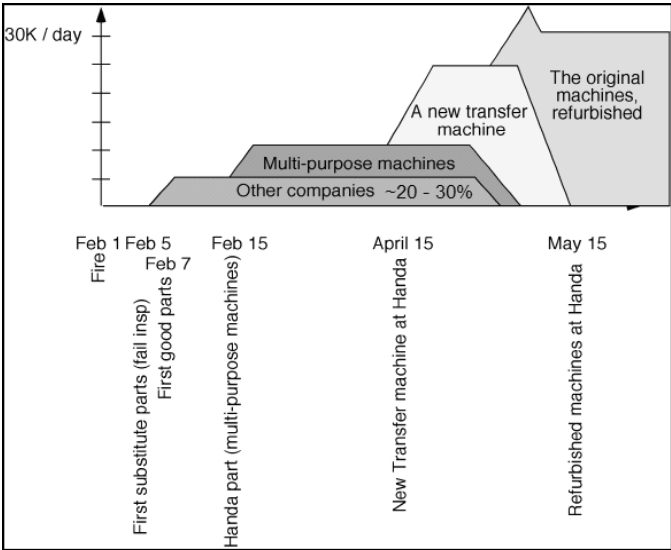 30K / day
The original
machines,
refurbished
A new transfer
machine
Multi-purpose machines
Other companies ~20 - 30%
Feb 1 Feb 5 Feb 15 April 15 May 15
Feb 7
Fire
First substitute parts (fail insp)
First good parts
Handa part (multi-purpose machines)
New Transfer machine at Handa
Refurbished machines at Handa